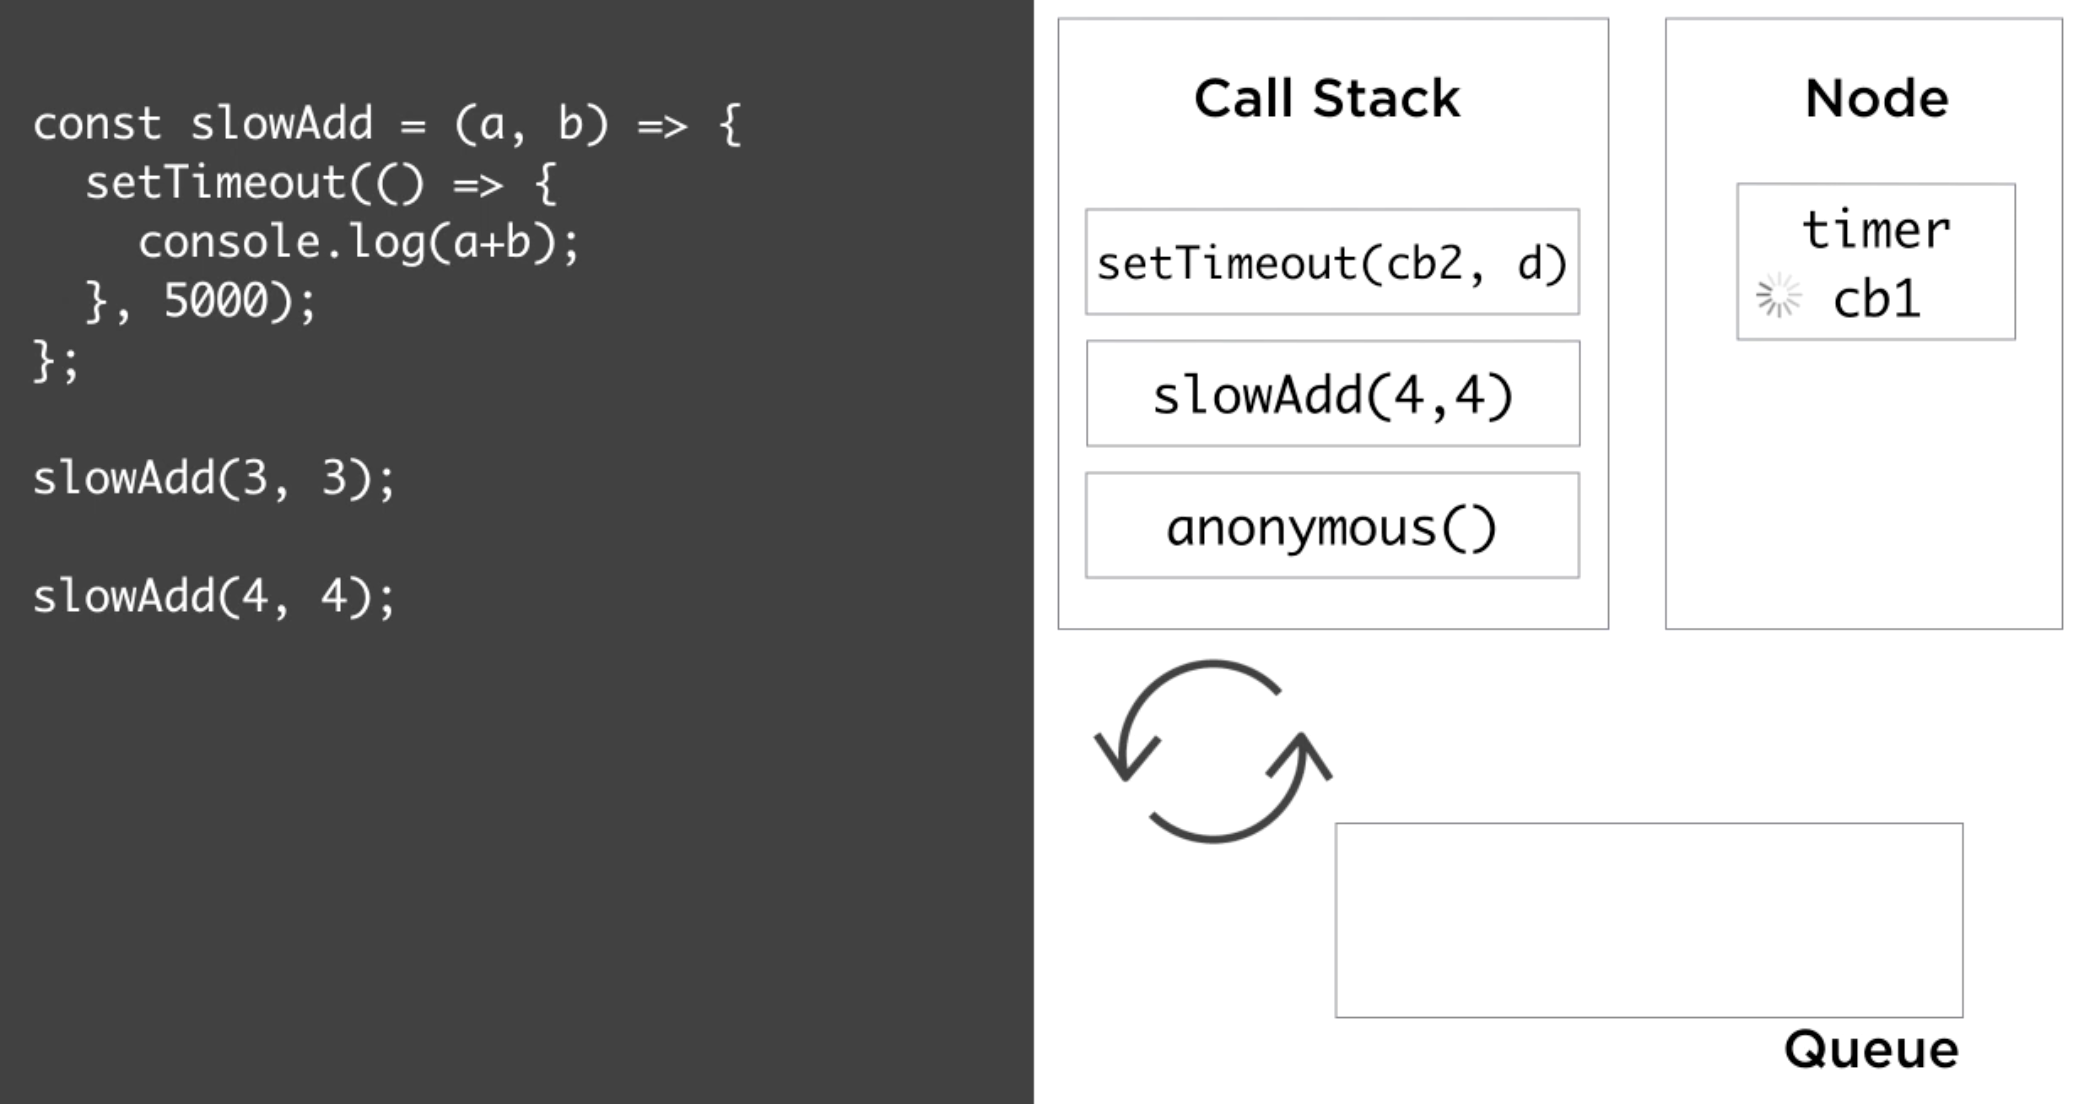 const slowAdd = (a, b) => {
  setTimeout(() => {
    console.log(a+b);
  }, 5000);
};
slowAdd(3, 3);
slowAdd(4, 4);
Call Stack
setTimeout(cb2, d)
slowAdd(4,4)
anonymous()
Node
timer
cb1
Queue